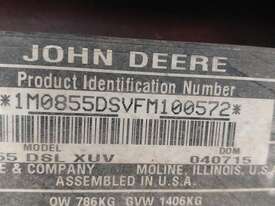 JOHN DEERE
Product Identification Number
*1M0855DSVFM100572*
MODEL DOM
55 DSL XUV 040715
E & COMPANY MOLINE, ILLINOIS, U.S.
ASSEMBLED IN U.S.A.
OW 786KG GVW 1406KG